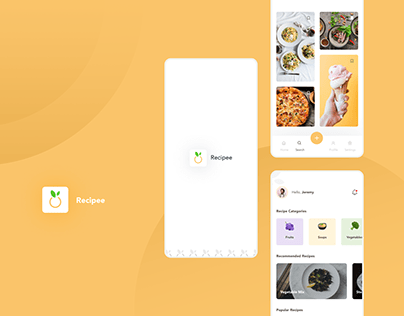 Recipee
Recipee
Home Search Profile Settings
Hello, Jeremy
Recipe Categories
Fruits Soups Vegetables
Recommended Recipes
Vegetable Mix
Popular Recipes